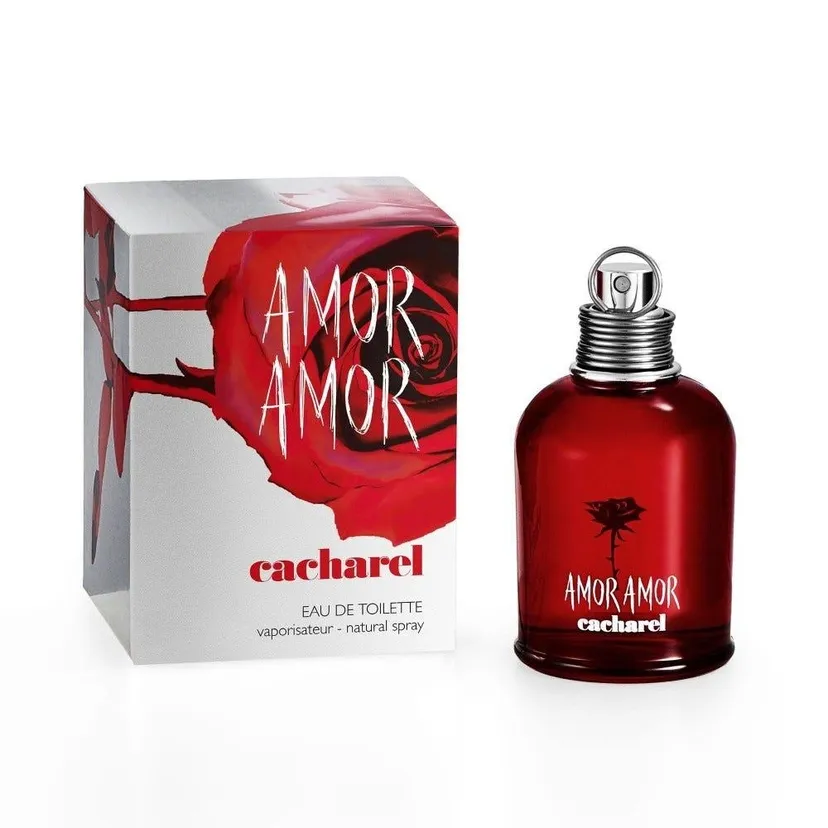 AMOR
AMOR
cacharel
EAU DE TOILETTE
vaporisateur - natural spray
AMOR AMOR
cacharel